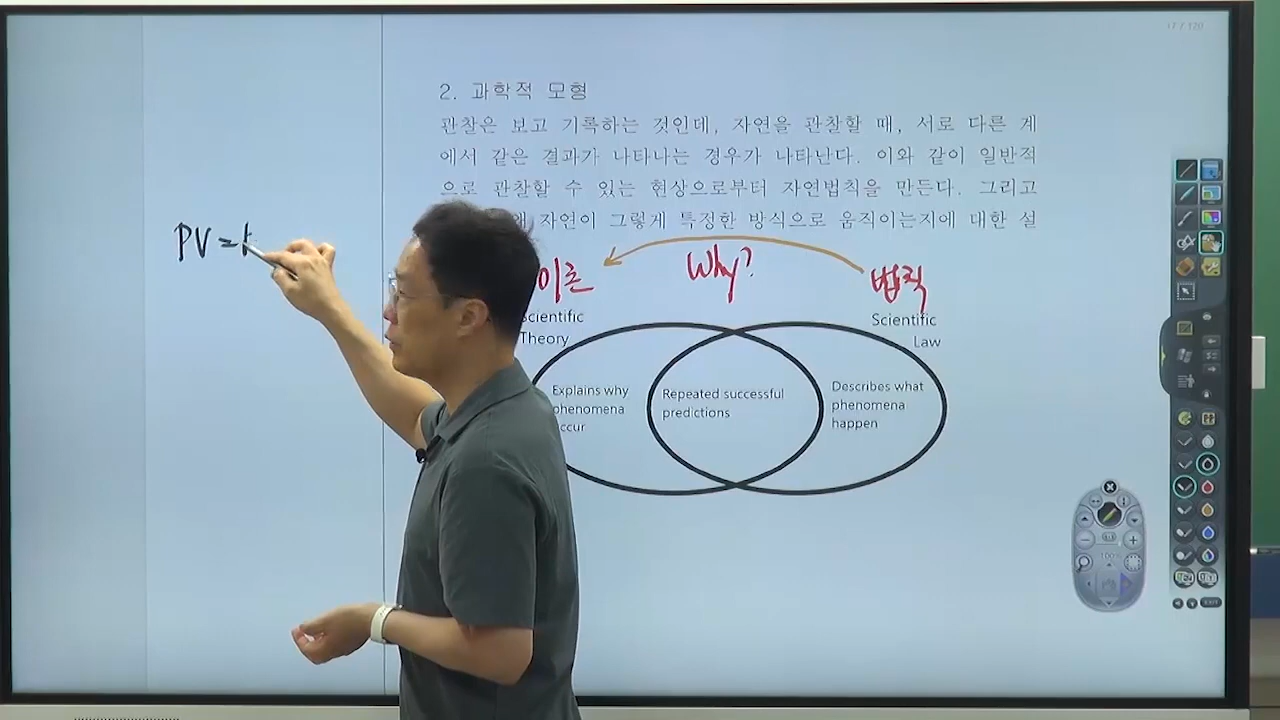 17 / 120
2. 과학적 모형
관찰은 보고 기록하는 것인데, 자연을 관찰할 때, 서로 다른 계
에서 같은 결과가 나타나는 경우가 나타난다. 이와 같이 일반적
으로 관찰할 수 있는 현상으로부터 자연법칙을 만든다. 그리고
왜 자연이 그렇게 특정한 방식으로 움직이는지에 대한 설
PV =
이론
Why?
법칙
Scientific
Theory
Scientific
Law
Explains why
phenomena
occur
Repeated successful
predictions
Describes what
phenomena
happen
100%